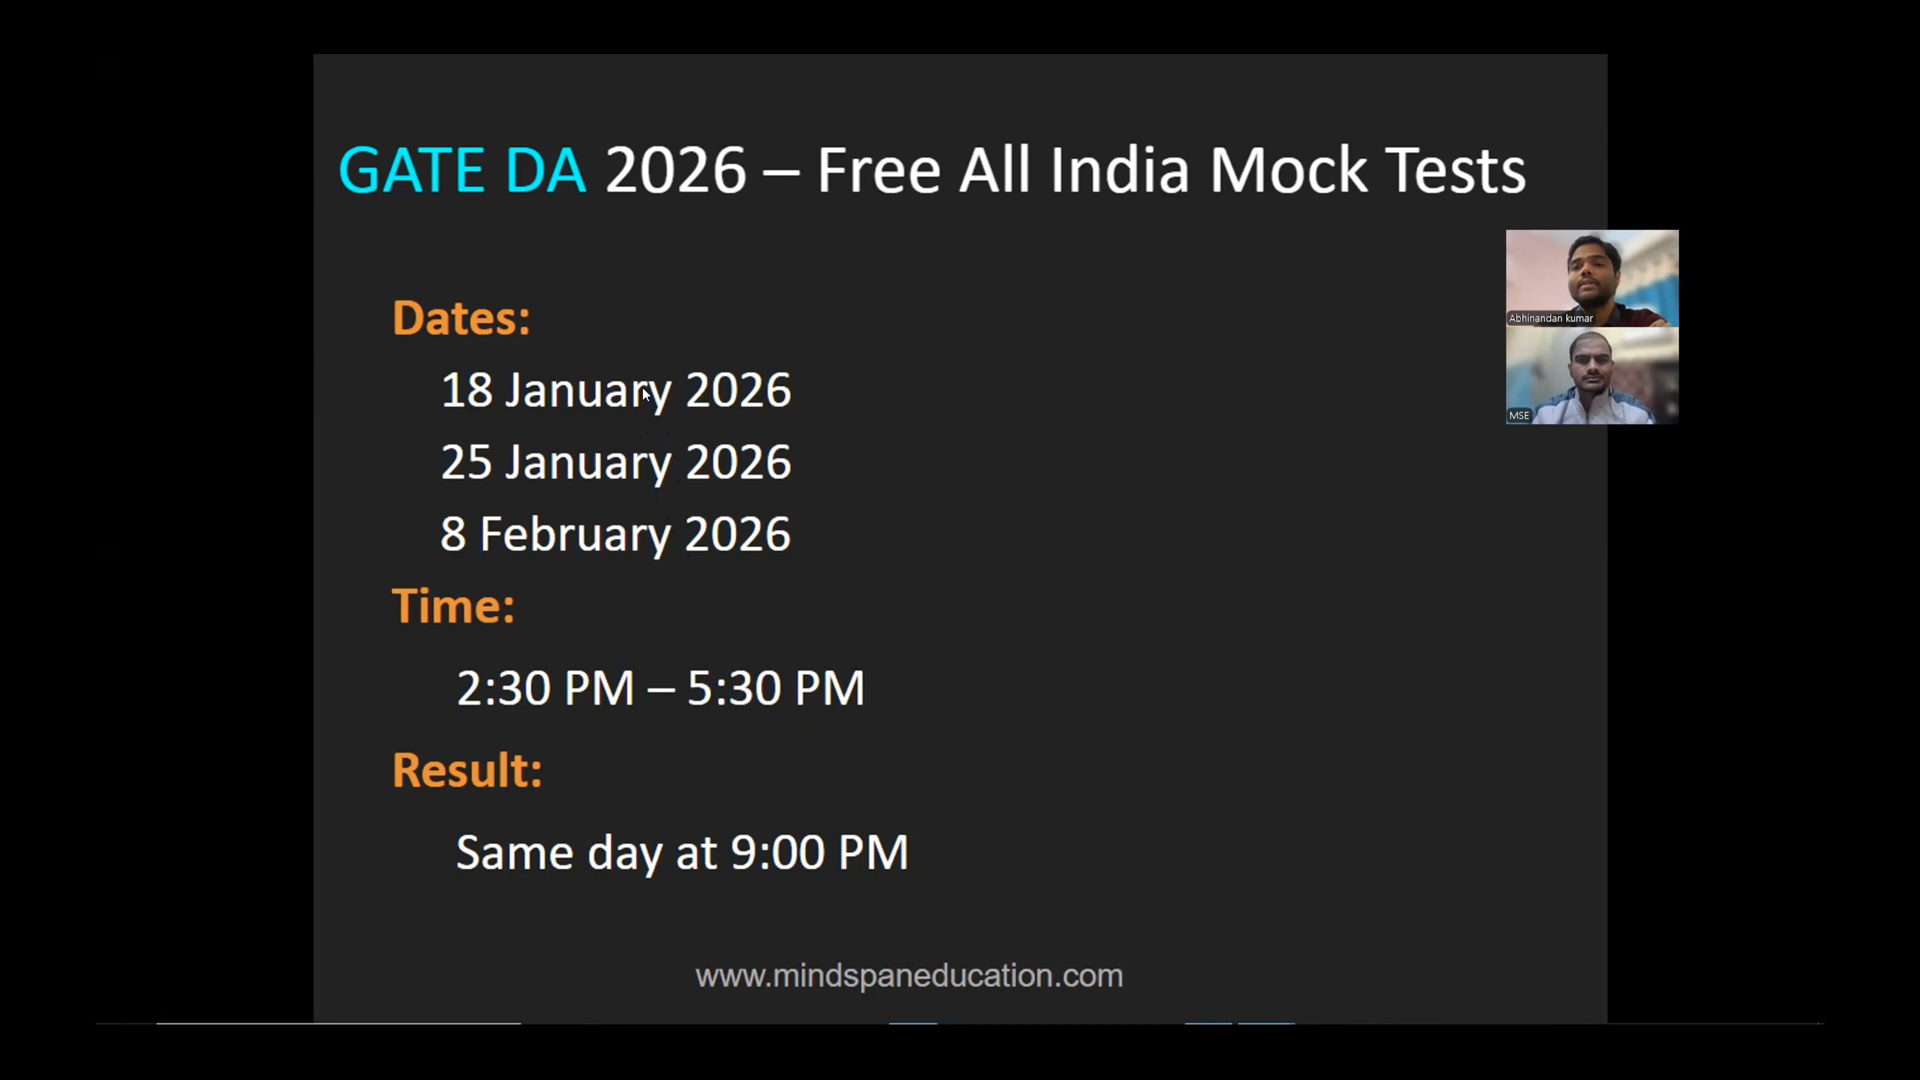 GATE DA 2026 – Free All India Mock Tests
Dates:
18 January 2026
25 January 2026
8 February 2026
Time:
2:30 PM – 5:30 PM
Result:
Same day at 9:00 PM
www.mindspaneducation.com
Abhinandan kumar
MSE